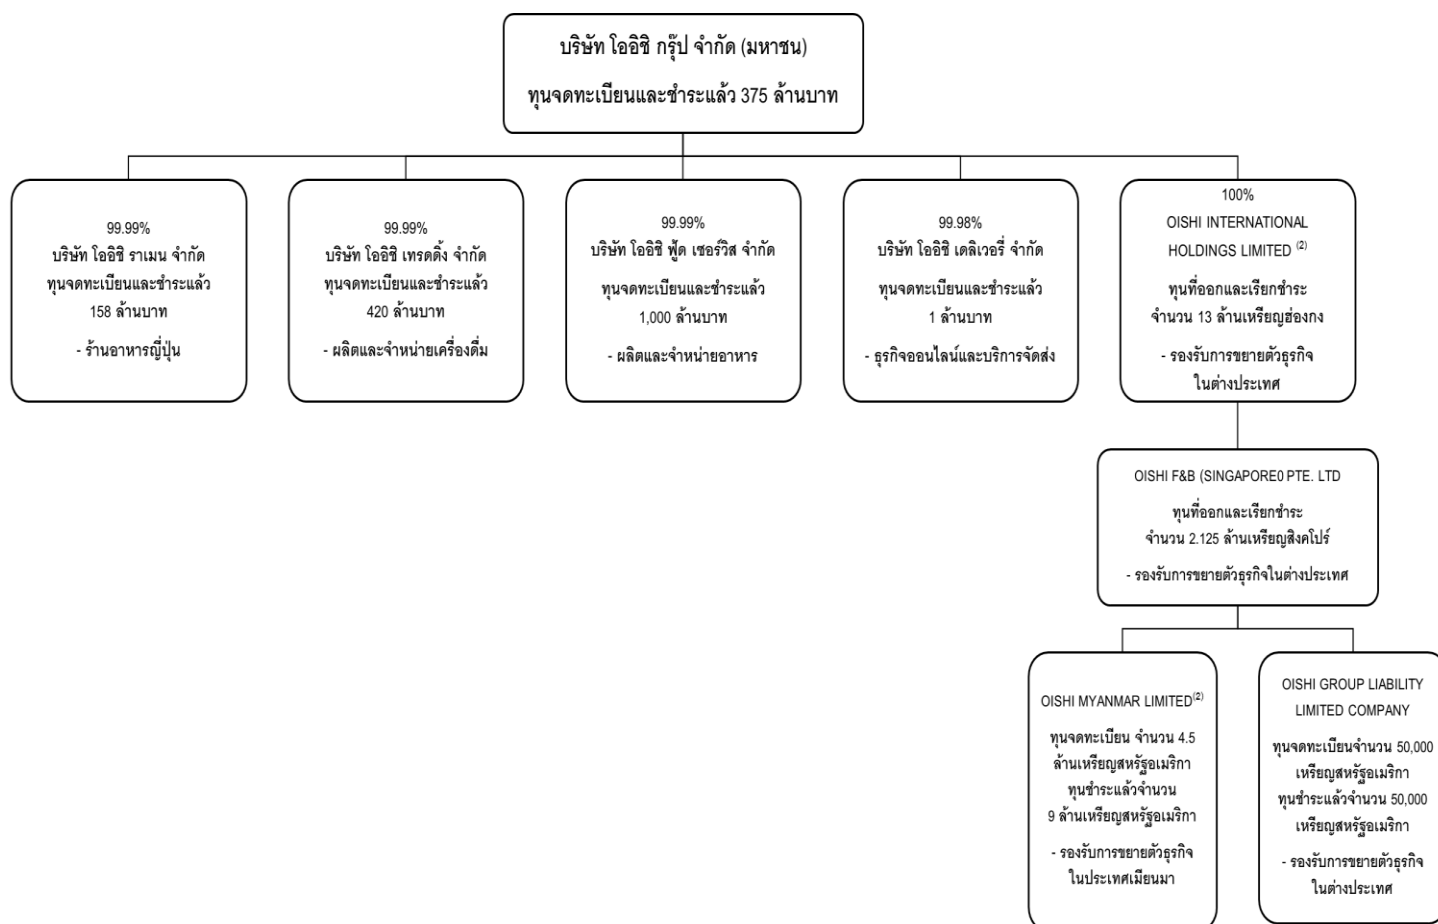 บริษัท โออิชิ กรุ๊ป จำกัด (มหาชน)
ทุนจดทะเบียนและชำระแล้ว 375 ล้านบาท
99.99%
บริษัท โออิชิ ราเมน จำกัด
ทุนจดทะเบียนและชำระแล้ว
158 ล้านบาท
- ร้านอาหารญี่ปุ่น
99.99%
บริษัท โออิชิ เทรดดิ้ง จำกัด
ทุนจดทะเบียนและชำระแล้ว
420 ล้านบาท
- ผลิตและจำหน่ายเครื่องดื่ม
99.99%
บริษัท โออิชิ ฟู้ด เซอร์วิส จำกัด
ทุนจดทะเบียนและชำระแล้ว
1,000 ล้านบาท
- ผลิตและจำหน่ายอาหาร
99.98%
บริษัท โออิชิ เดลิเวอรี่ จำกัด
ทุนจดทะเบียนและชำระแล้ว
1 ล้านบาท
- ธุรกิจออนไลน์และบริการจัดส่ง
100%
OISHI INTERNATIONAL
HOLDINGS LIMITED (2)
ทุนที่ออกและเรียกชำระ
จำนวน 13 ล้านเหรียญฮ่องกง
- รองรับการขยายตัวธุรกิจ
ในต่างประเทศ
OISHI F&B (SINGAPORE0 PTE. LTD
ทุนที่ออกและเรียกชำระ
จำนวน 2.125 ล้านเหรียญสิงคโปร์
- รองรับการขยายตัวธุรกิจในต่างประเทศ
OISHI MYANMAR LIMITED(2)
ทุนจดทะเบียน จำนวน 4.5
ล้านเหรียญสหรัฐอเมริกา
ทุนชำระแล้วจำนวน
9 ล้านเหรียญสหรัฐอเมริกา
- รองรับการขยายตัวธุรกิจ
ในประเทศเมียนมา
OISHI GROUP LIABILITY
LIMITED COMPANY
ทุนจดทะเบียนจำนวน 50,000
เหรียญสหรัฐอเมริกา
ทุนชำระแล้วจำนวน 50,000
เหรียญสหรัฐอเมริกา
- รองรับการขยายตัวธุรกิจ
ในต่างประเทศ